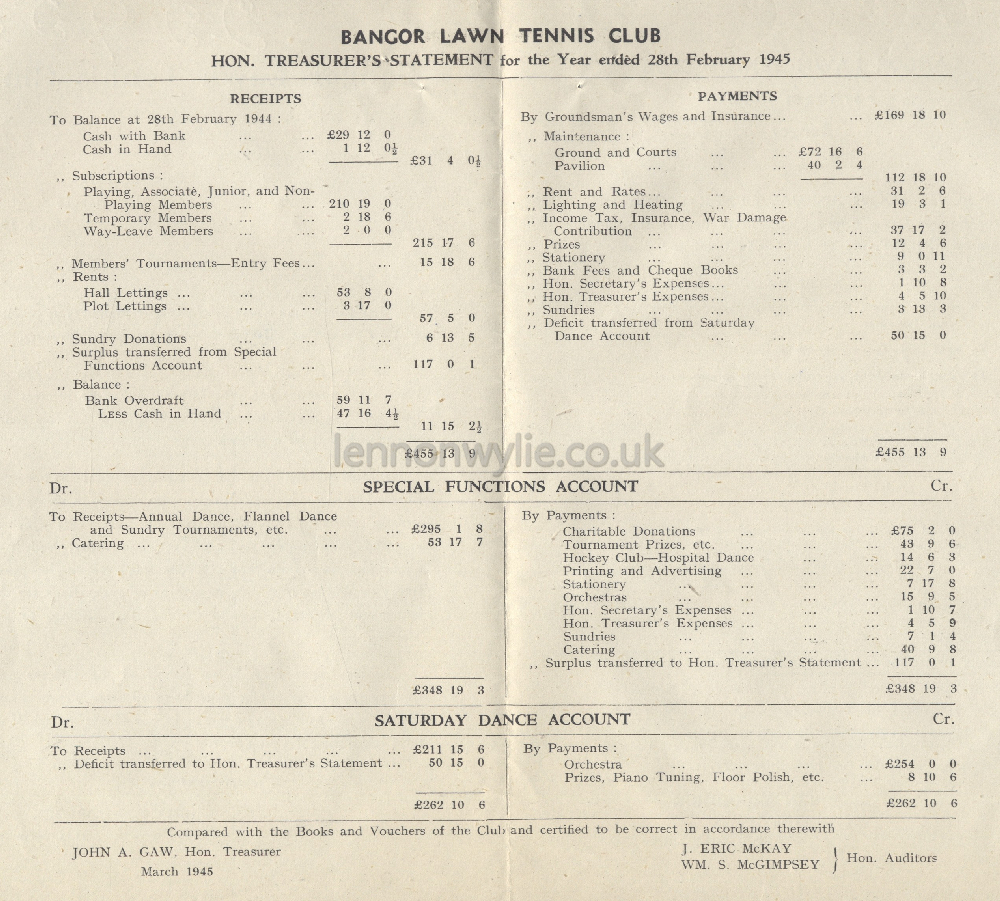 BANGOR LAWN TENNIS CLUB
HON. TREASURER'S STATEMENT for the Year ended 28th February 1945
RECEIPTS
To Balance at 28th February 1944 :
Cash with Bank ... ... £29 12 0
Cash in Hand ... ... 1 12 0½
£31 4 0½
„ Subscriptions :
Playing, Associate, Junior, and Non-
Playing Members ... ... 210 19 0
Temporary Members ... ... 2 18 6
Way-Leave Members ... ... 2 0 0
215 17 6
„ Members' Tournaments—Entry Fees... ... 15 18 6
„ Rents :
Hall Lettings ... ... ... 53 8 0
Plot Lettings ... ... ... 3 17 0
57 5 0
„ Sundry Donations ... ... ... 6 13 5
„ Surplus transferred from Special
Functions Account ... ... ... 117 0 1
„ Balance :
Bank Overdraft ... ... 59 11 7
LESS Cash in Hand ... ... 47 16 4½
11 15 2½
£455 13 9
PAYMENTS
By Groundsman's Wages and Insurance... ... £169 18 10
„ Maintenance :
Ground and Courts ... ... £72 16 6
Pavilion ... ... ... 40 2 4
112 18 10
„ Rent and Rates... ... ... ... 31 2 6
„ Lighting and Heating ... ... ... 19 3 1
„ Income Tax, Insurance, War Damage
Contribution ... ... ... ... 37 17 2
„ Prizes ... ... ... ... 12 4 6
„ Stationery ... ... ... ... 9 0 11
„ Bank Fees and Cheque Books ... ... 3 3 2
„ Hon. Secretary's Expenses... ... ... 1 10 8
„ Hon. Treasurer's Expenses... ... ... 4 5 10
„ Sundries ... ... ... ... 3 13 3
„ Deficit transferred from Saturday
Dance Account ... ... ... 50 15 0
£455 13 9
lennonwylie.co.uk
Dr. SPECIAL FUNCTIONS ACCOUNT Cr.
To Receipts—Annual Dance, Flannel Dance
and Sundry Tournaments, etc. ... ... £295 1 8
„ Catering ... ... ... ... ... 53 17 7
£348 19 3
By Payments :
Charitable Donations ... ... ... £75 2 0
Tournament Prizes, etc. ... ... ... 43 9 6
Hockey Club—Hospital Dance ... ... 14 6 3
Printing and Advertising ... ... ... 22 7 0
Stationery ... ... ... ... 7 17 8
Orchestras ... ... ... ... 15 9 5
Hon. Secretary's Expenses ... ... ... 1 10 7
Hon. Treasurer's Expenses ... ... ... 4 5 9
Sundries ... ... ... ... 7 1 4
Catering ... ... ... ... 40 9 8
„ Surplus transferred to Hon. Treasurer's Statement ... 117 0 1
£348 19 3
Dr. SATURDAY DANCE ACCOUNT Cr.
To Receipts ... ... ... ... ... £211 15 6
„ Deficit transferred to Hon. Treasurer's Statement ... 50 15 0
£262 10 6
By Payments :
Orchestra ... ... ... ... £254 0 0
Prizes, Piano Tuning, Floor Polish, etc. ... 8 10 6
£262 10 6
Compared with the Books and Vouchers of the Club and certified to be correct in accordance therewith
JOHN A. GAW, Hon. Treasurer
March 1945
J. ERIC McKAY
WM. S. McGIMPSEY
Hon. Auditors